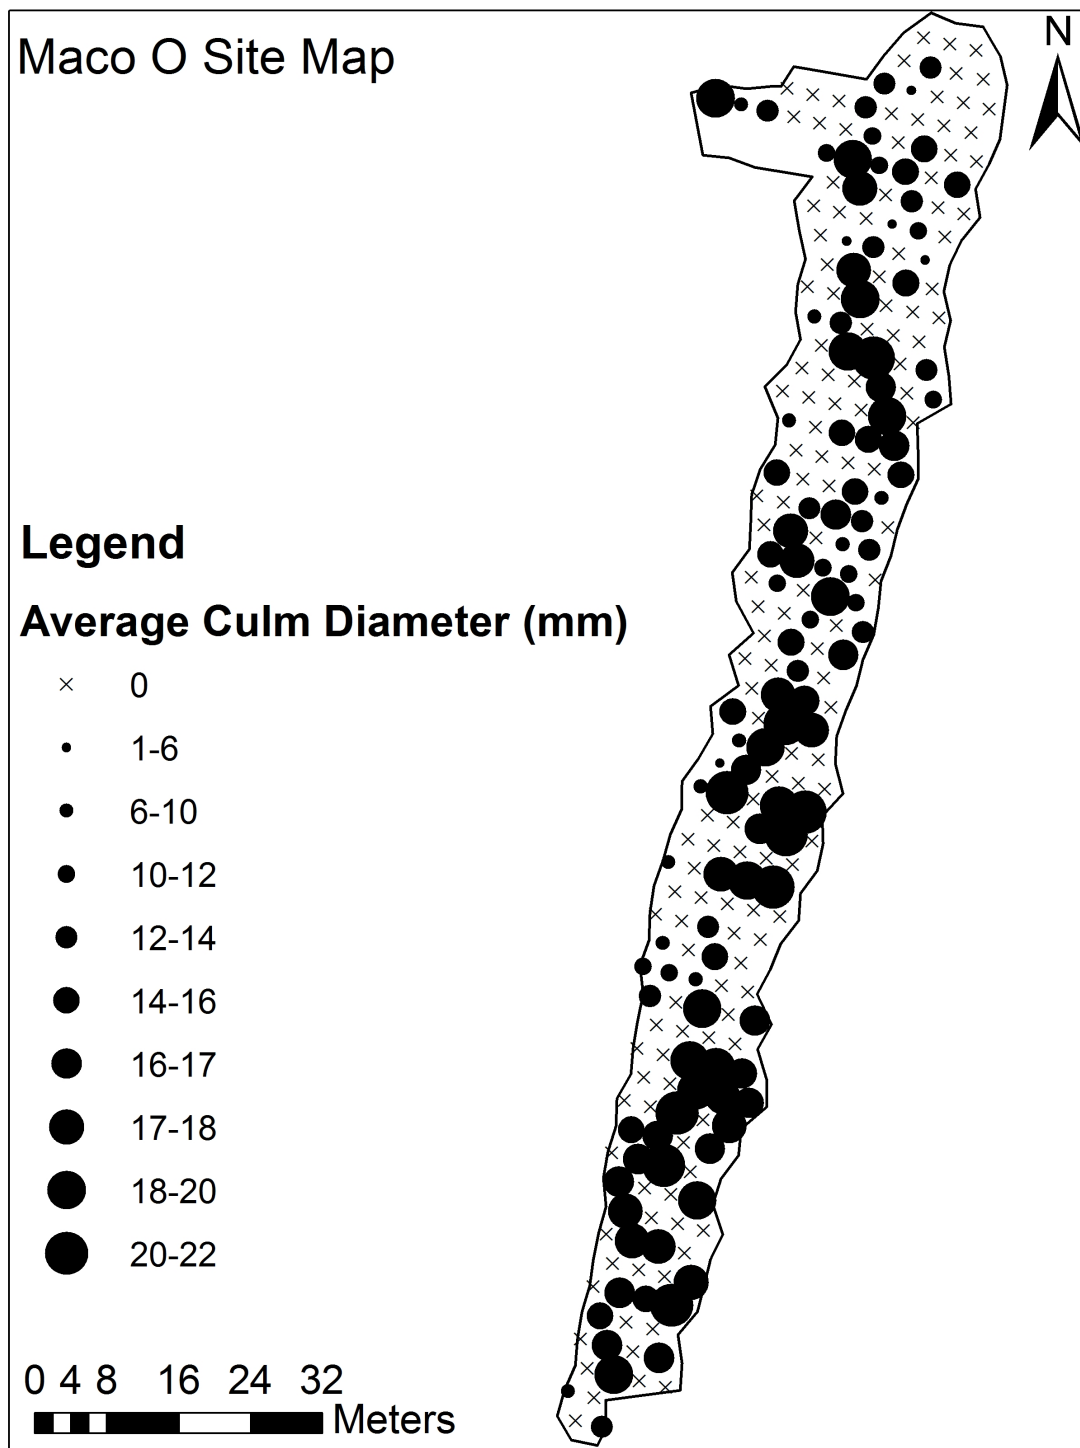 Maco O Site Map
N
Legend
Average Culm Diameter (mm)
0
1-6
6-10
10-12
12-14
14-16
16-17
17-18
18-20
20-22
0 4 8 16 24 32
Meters